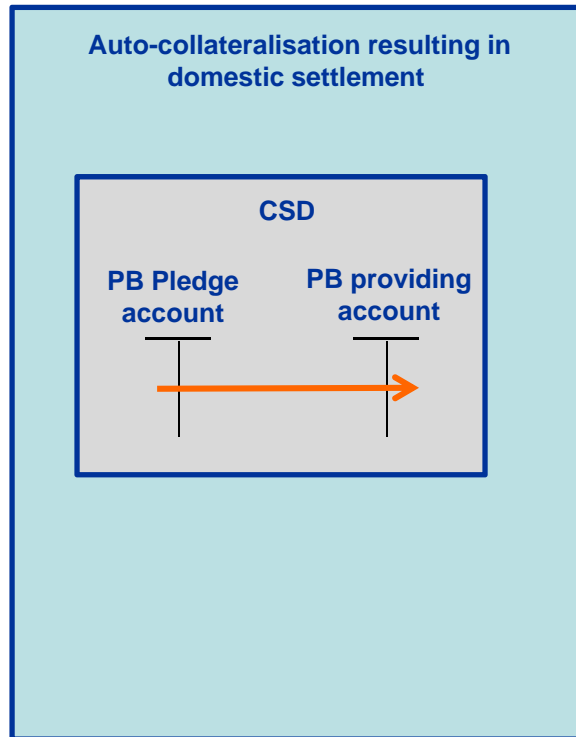 Auto-collateralisation resulting in
domestic settlement
CSD
PB Pledge
account
PB providing
account